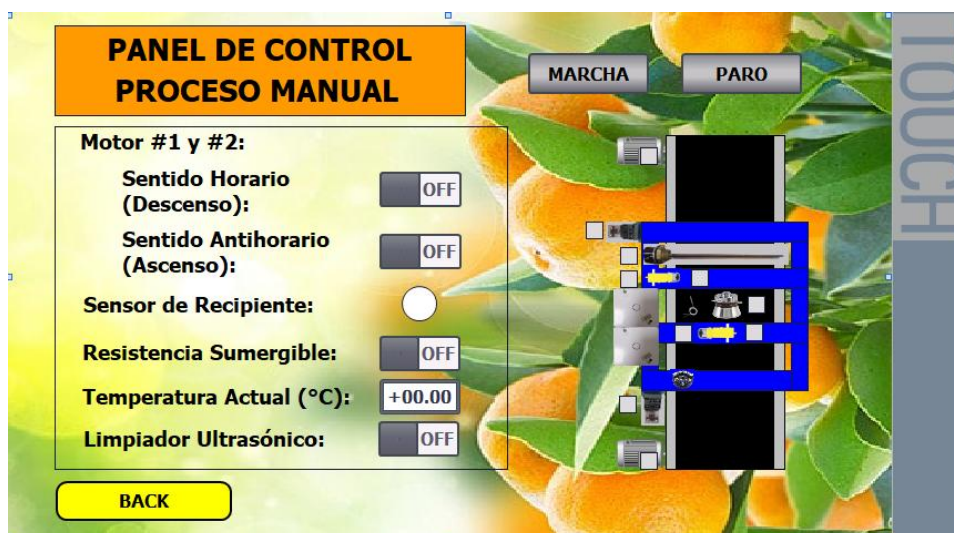 PANEL DE CONTROL
PROCESO MANUAL
MARCHA
PARO
Motor #1 y #2:
Sentido Horario
(Descenso):
OFF
Sentido Antihorario
(Ascenso):
OFF
Sensor de Recipiente:
Resistencia Sumergible:
OFF
Temperatura Actual (°C):
+00.00
Limpiador Ultrasónico:
OFF
BACK
TOUCH